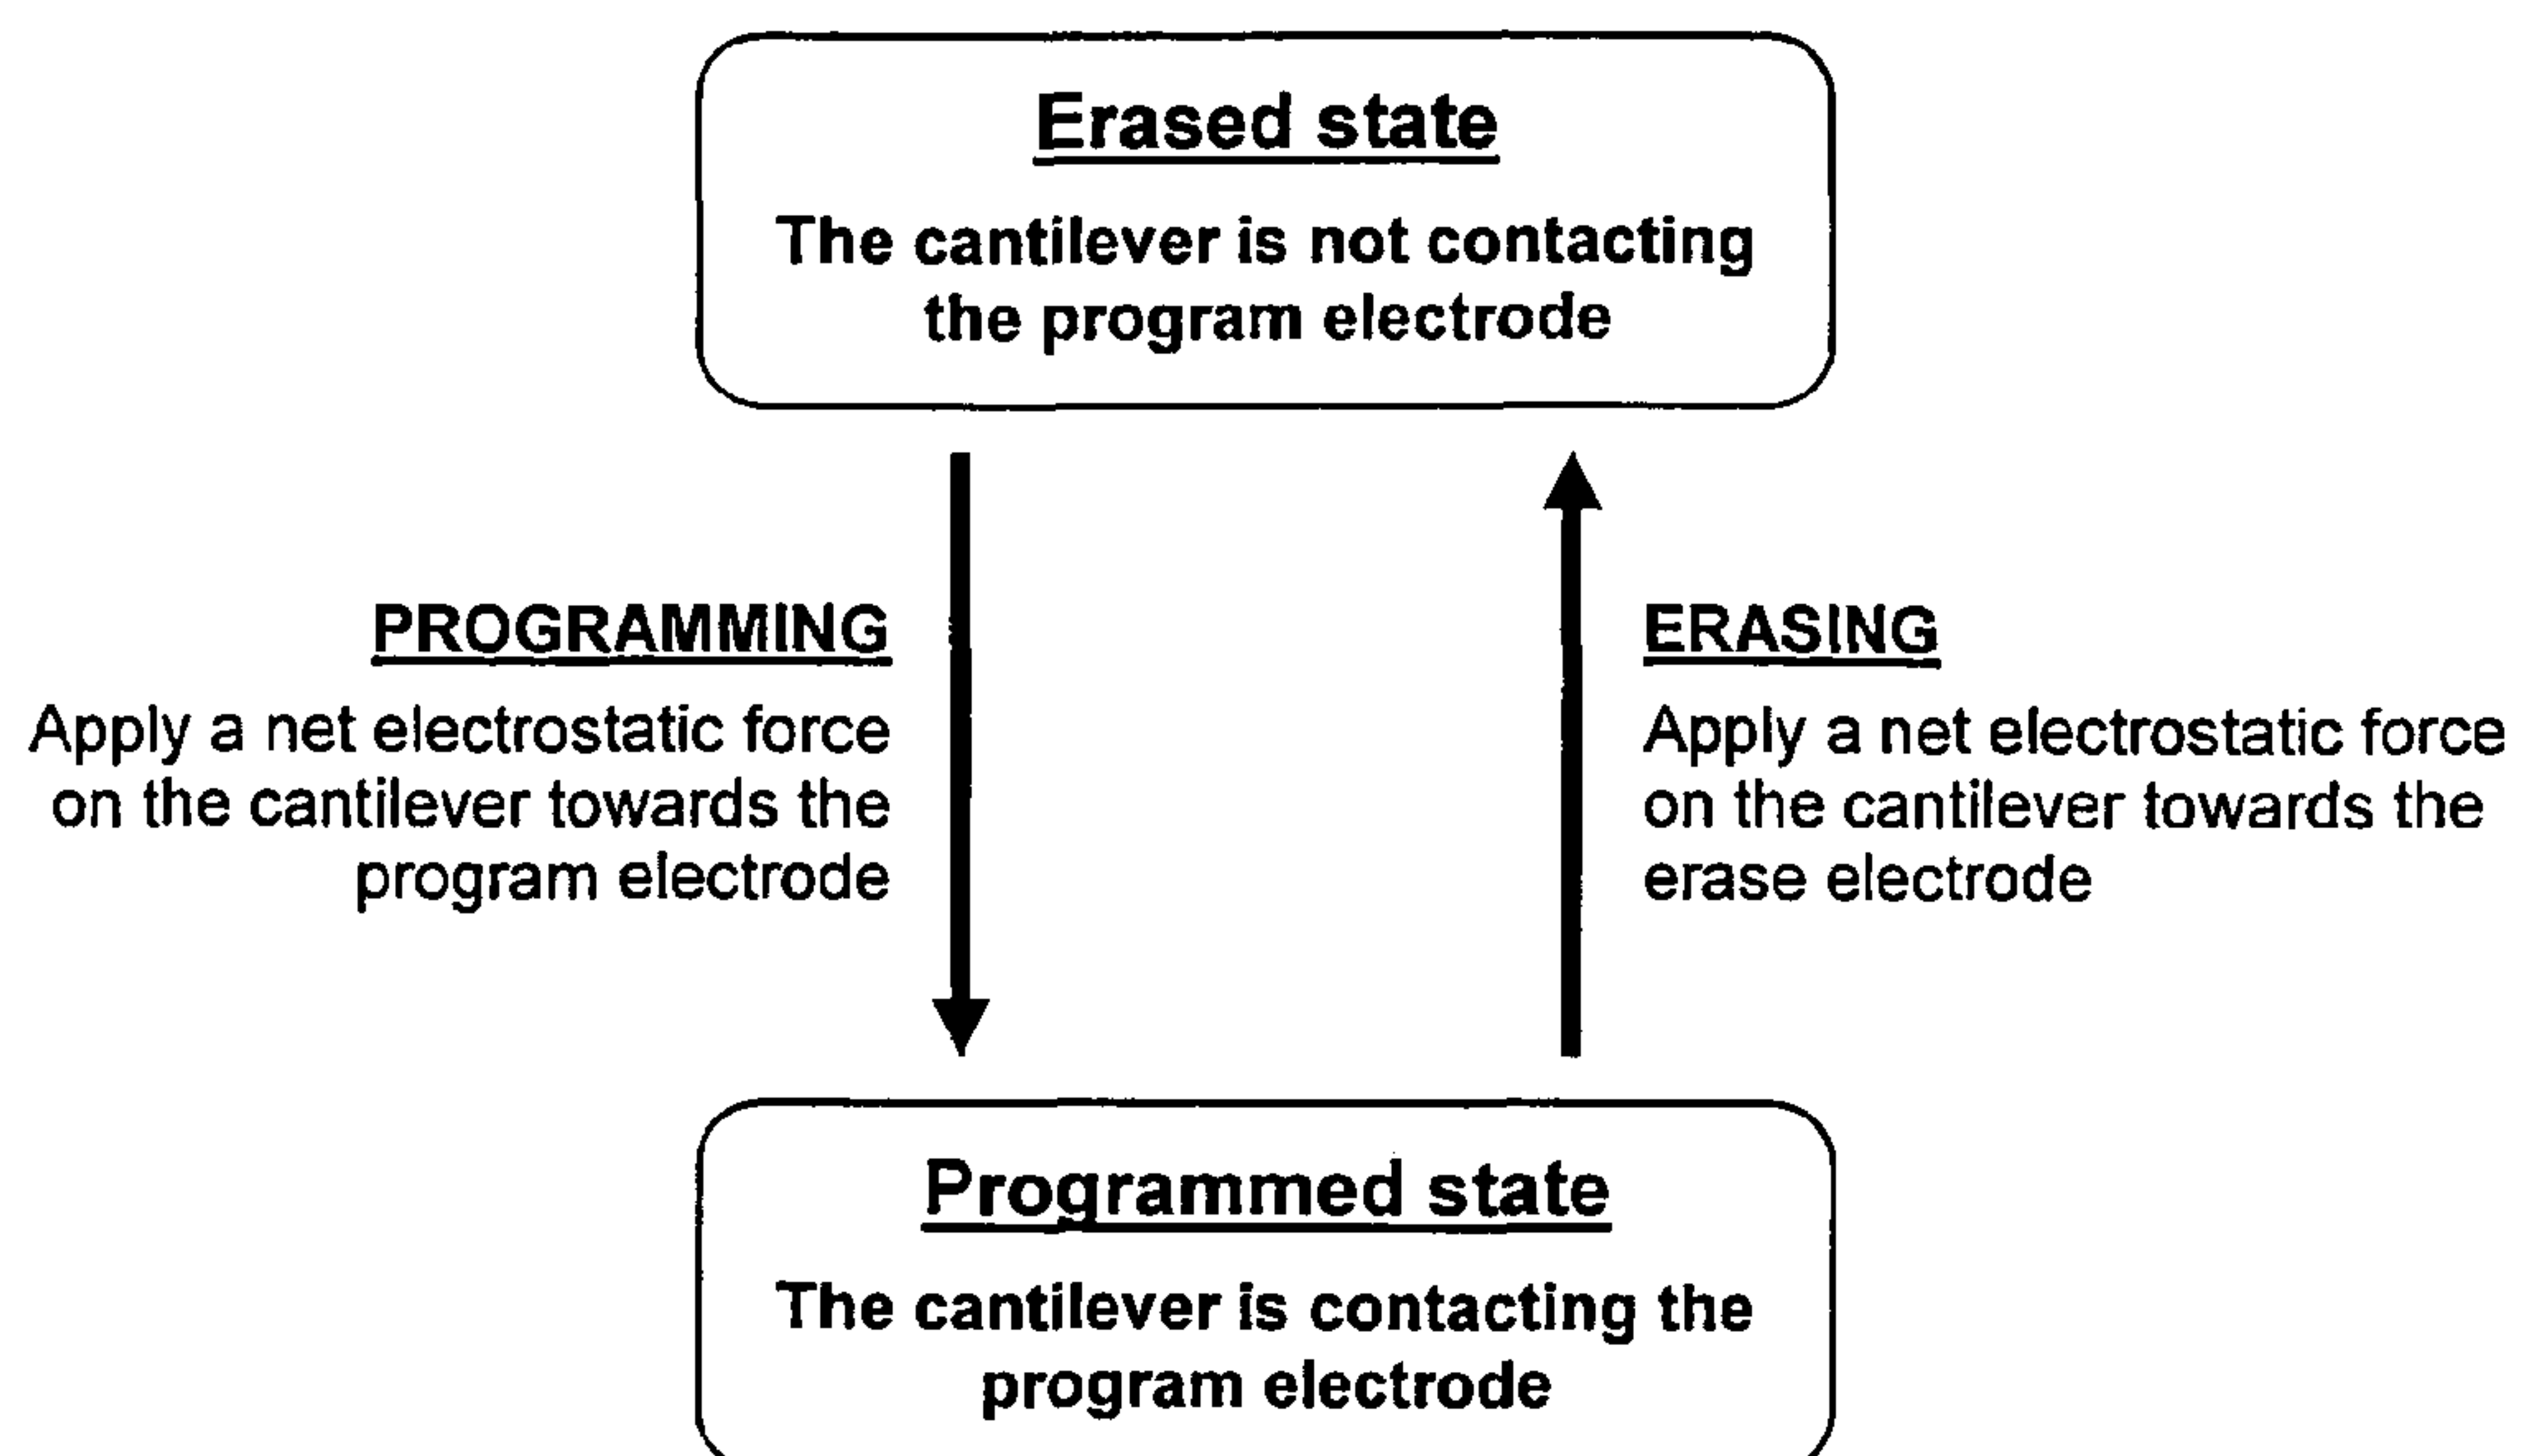 Erased state
The cantilever is not contacting
the program electrode
PROGRAMMING
Apply a net electrostatic force
on the cantilever towards the
program electrode
ERASING
Apply a net electrostatic force
on the cantilever towards the
erase electrode
Programmed state
The cantilever is contacting the
program electrode